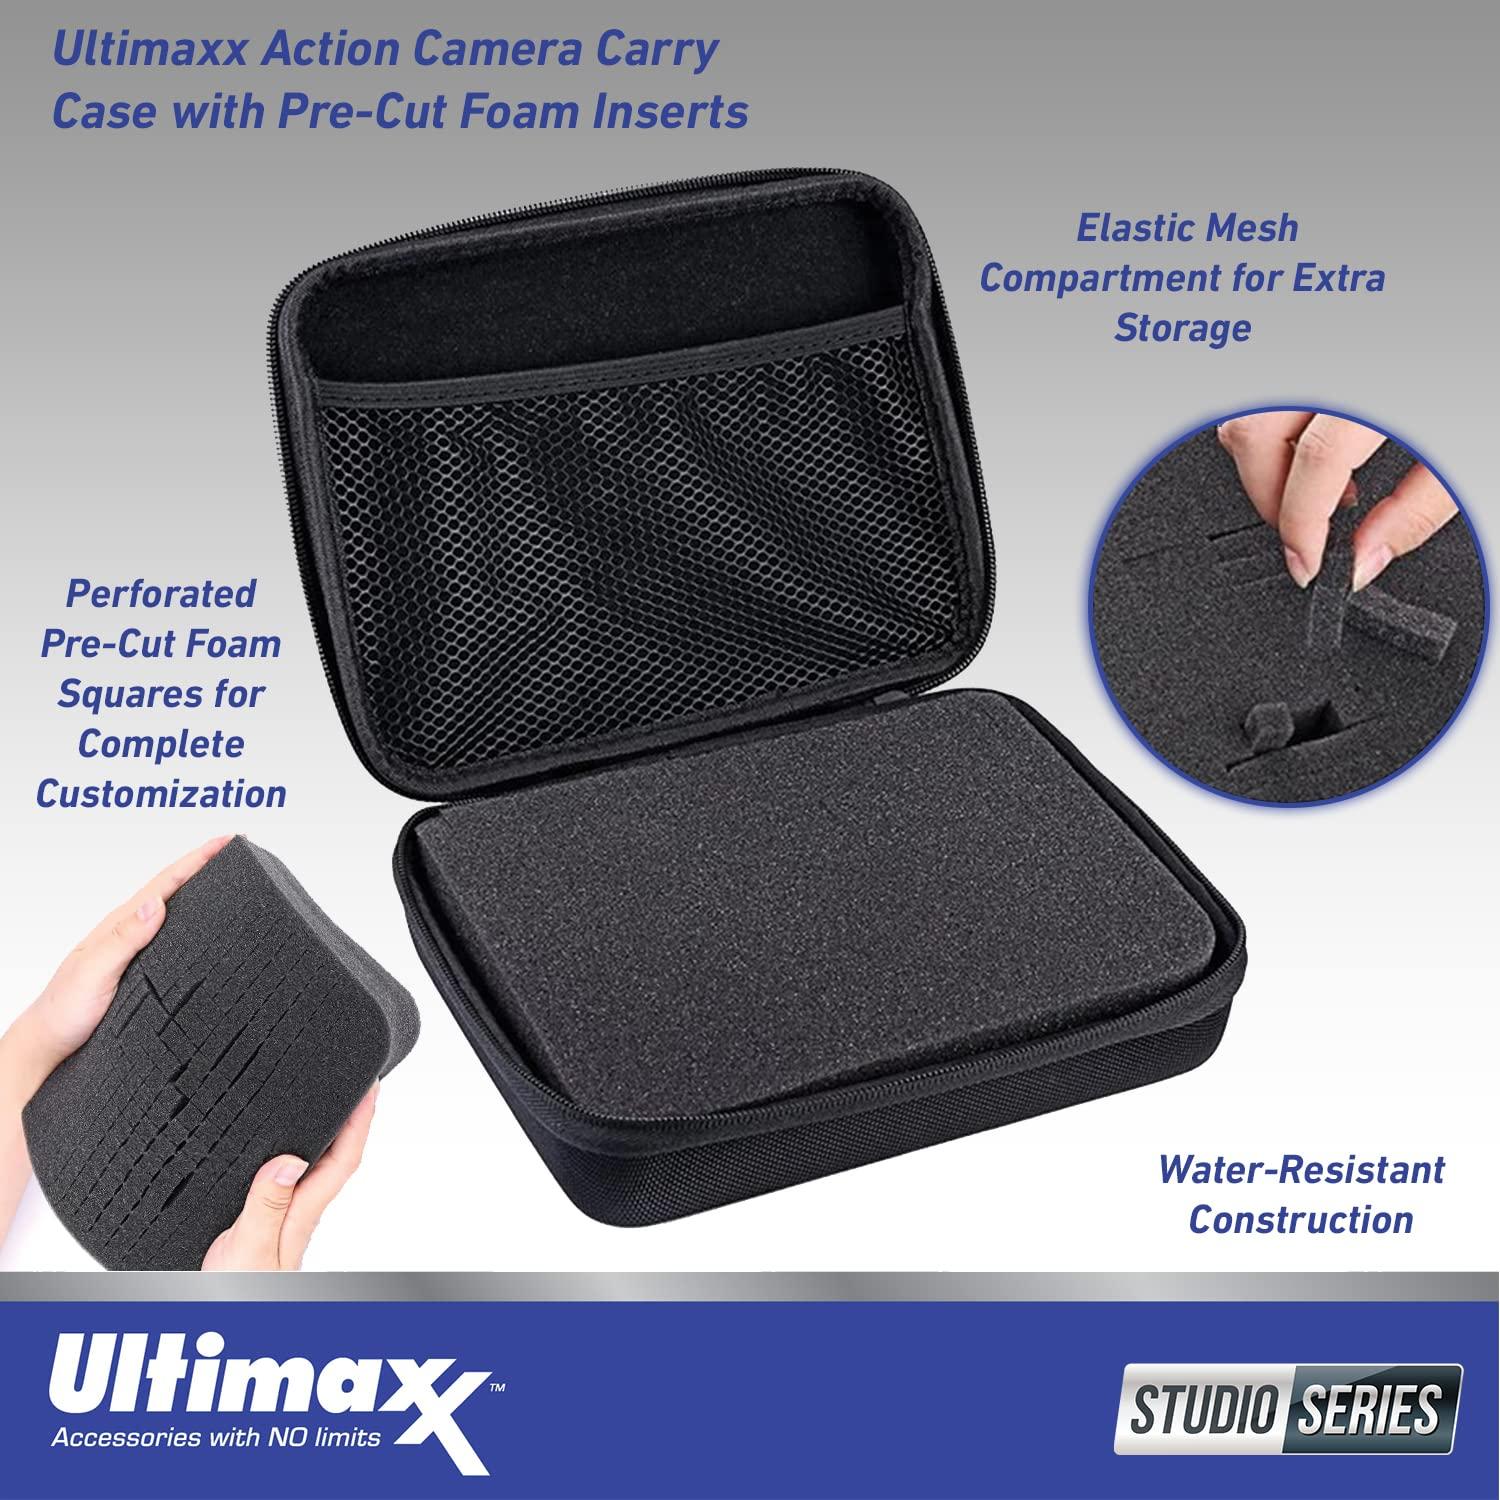 Ultimaxx Action Camera Carry
Case with Pre-Cut Foam Inserts
Elastic Mesh
Compartment for Extra
Storage
Perforated
Pre-Cut Foam
Squares for
Complete
Customization
Water-Resistant
Construction
Ultimaxx™
Accessories with NO limits
STUDIO SERIES